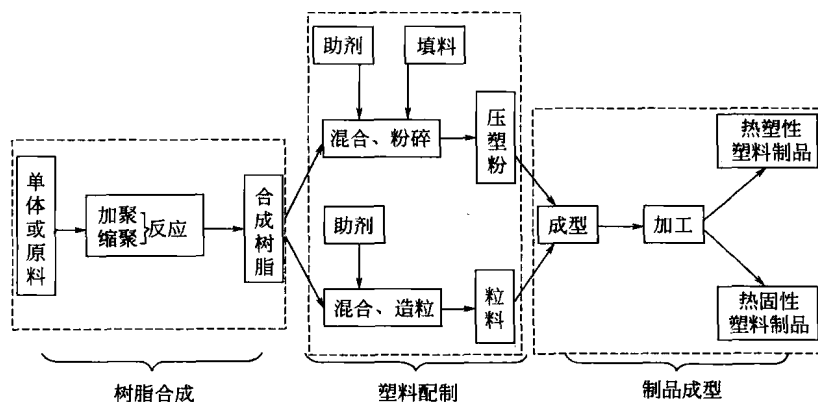 单体或原料
加聚
缩聚
}反应
合成树脂
助剂
填料
混合、粉碎
压塑粉
助剂
混合、造粒
粒料
成型
加工
热塑性
塑料制品
热固性
塑料制品
树脂合成
塑料配制
制品成型